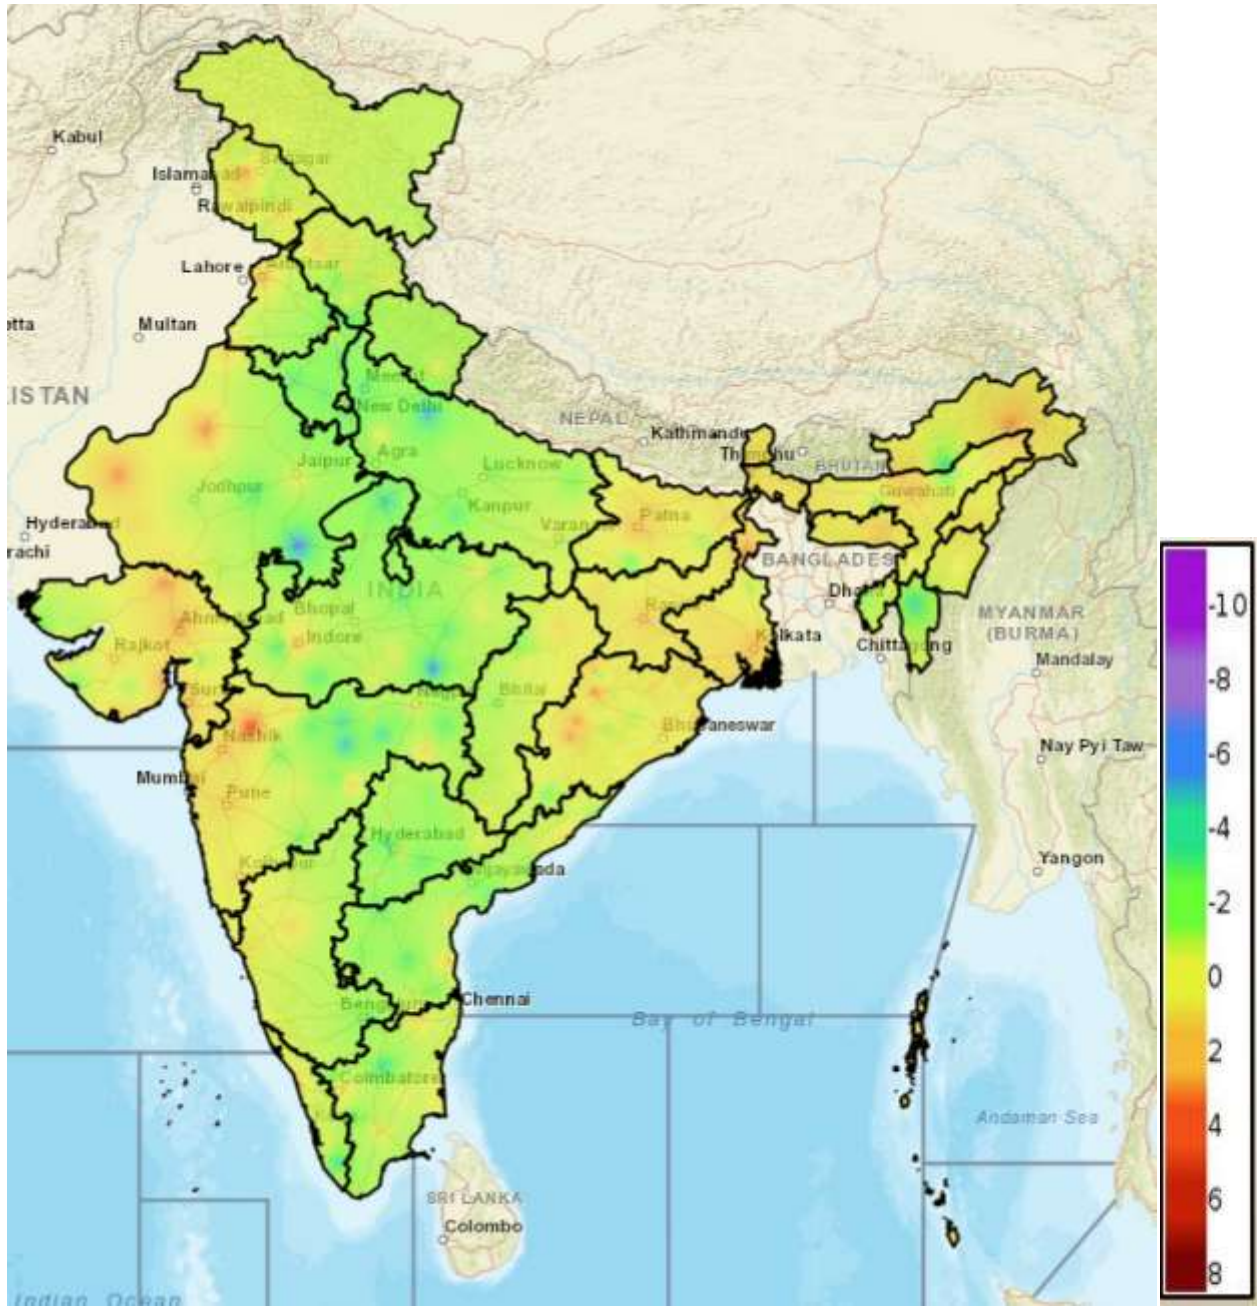 Kabul
Srinagar
Islamabad
Rawalpindi
Lahore
Amritsar
etta
Multan
KISTAN
Meerut
New Delhi
NEPAL
Kathmandu
Thimphu
BHUTAN
Agra
Jaipur
Lucknow
Jodhpur
Kanpur
Guwahati
Hyderabad
Varanasi
Patna
rachi
BANGLADES
INDIA
Dhaka
Bhopal
Ahmedabad
Indore
Rajkot
Kolkata
Chittagong
MYANMAR
(BURMA)
Mandalay
Surat
Nagpur
Bhilai
Bhubaneswar
Nashik
Nay Pyi Taw
Mumbai
Pune
Hyderabad
Kolhapur
Vijayawada
Yangon
Bengaluru
Chennai
Bay of Bengal
Coimbatore
Andaman Sea
SRI LANKA
Colombo
Indian Ocean
-10
-8
-6
-4
-2
0
2
4
6
8